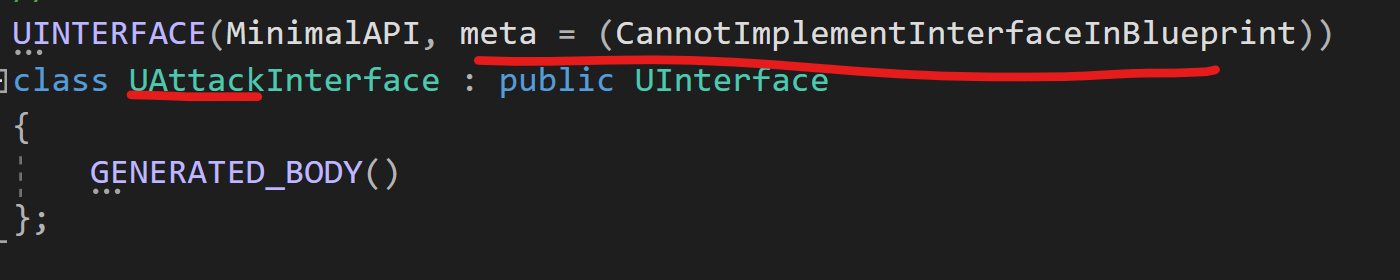 UINTERFACE(MinimalAPI, meta = (CannotImplementInterfaceInBlueprint))
class UAttackInterface : public UInterface
{
GENERATED_BODY()
};